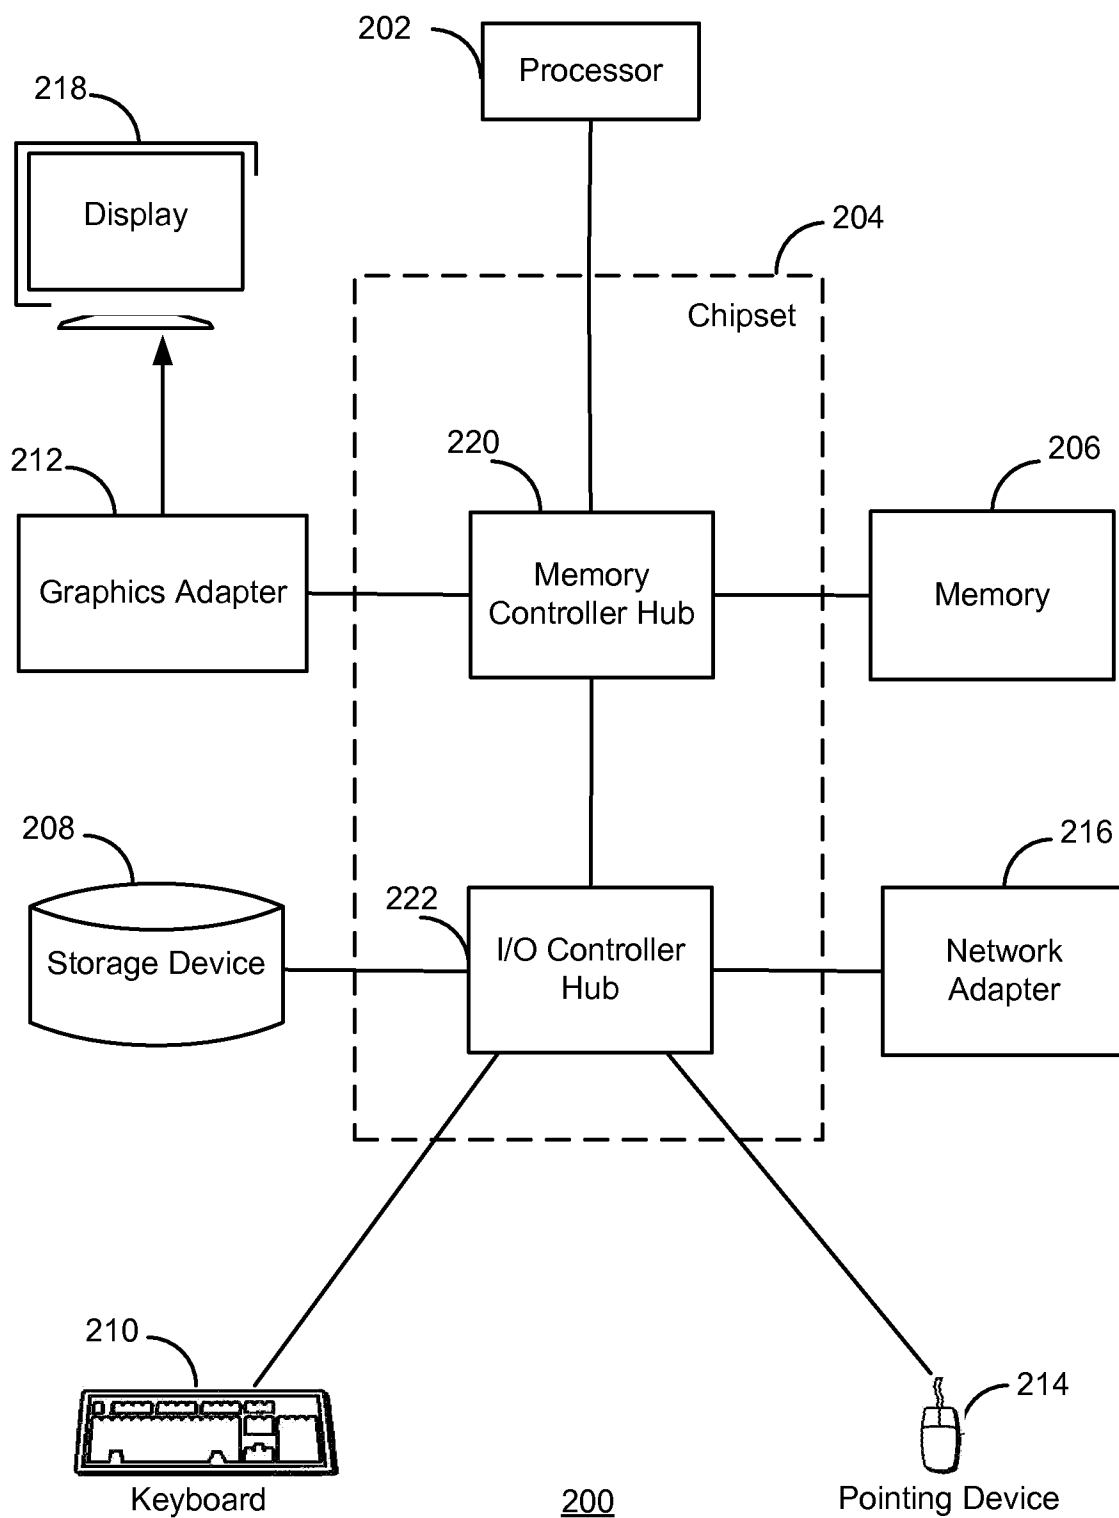 202
Processor
218
Display
204
Chipset
212
220
206
Graphics Adapter
Memory
Controller Hub
Memory
208
222
216
Storage Device
I/O Controller
Hub
Network
Adapter
210
214
Keyboard
200
Pointing Device